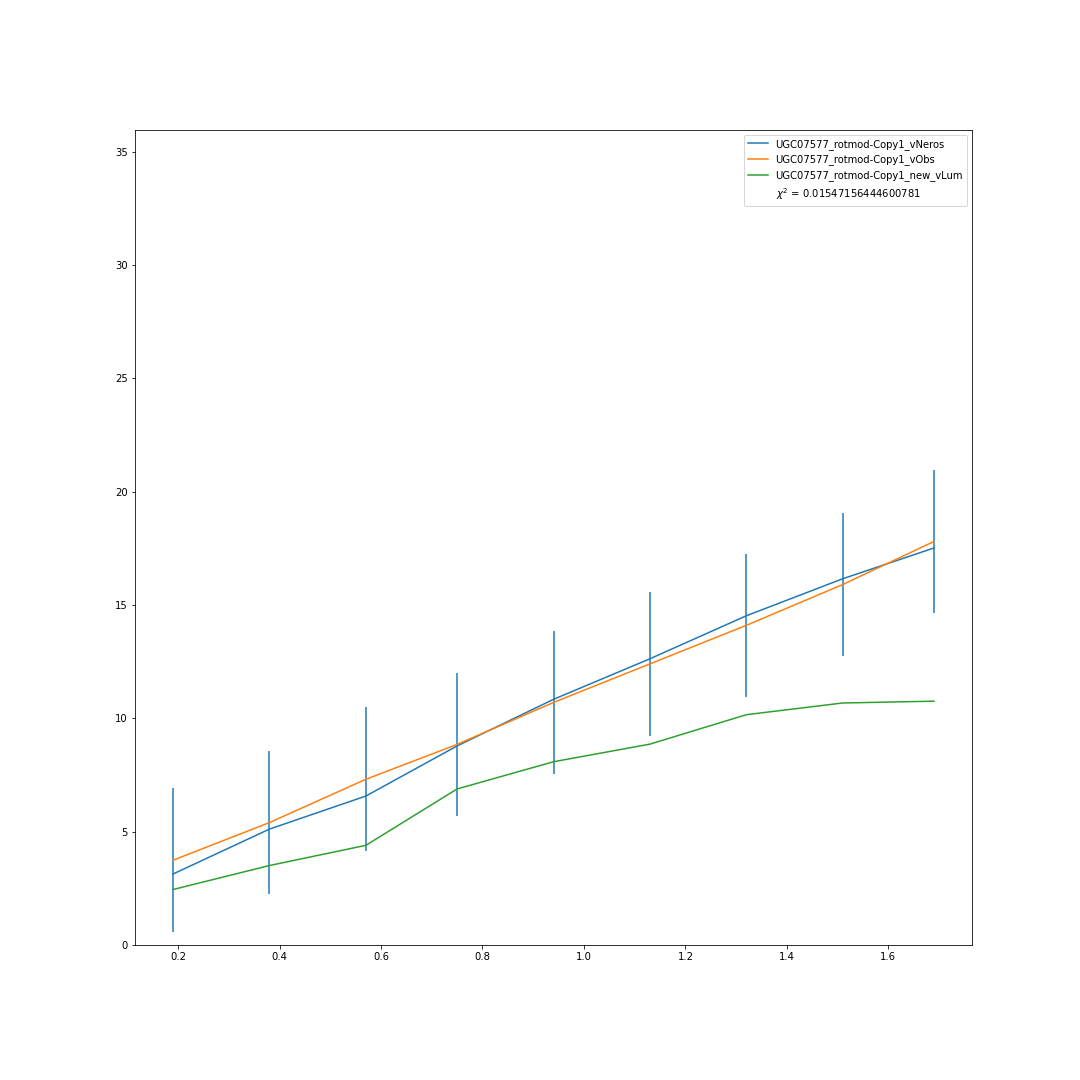 UGC07577_rotmod-Copy1_vNeros
UGC07577_rotmod-Copy1_vObs
UGC07577_rotmod-Copy1_new_vLum
χ² = 0.01547156444600781
35
30
25
20
15
10
5
0
0.2 0.4 0.6 0.8 1.0 1.2 1.4 1.6